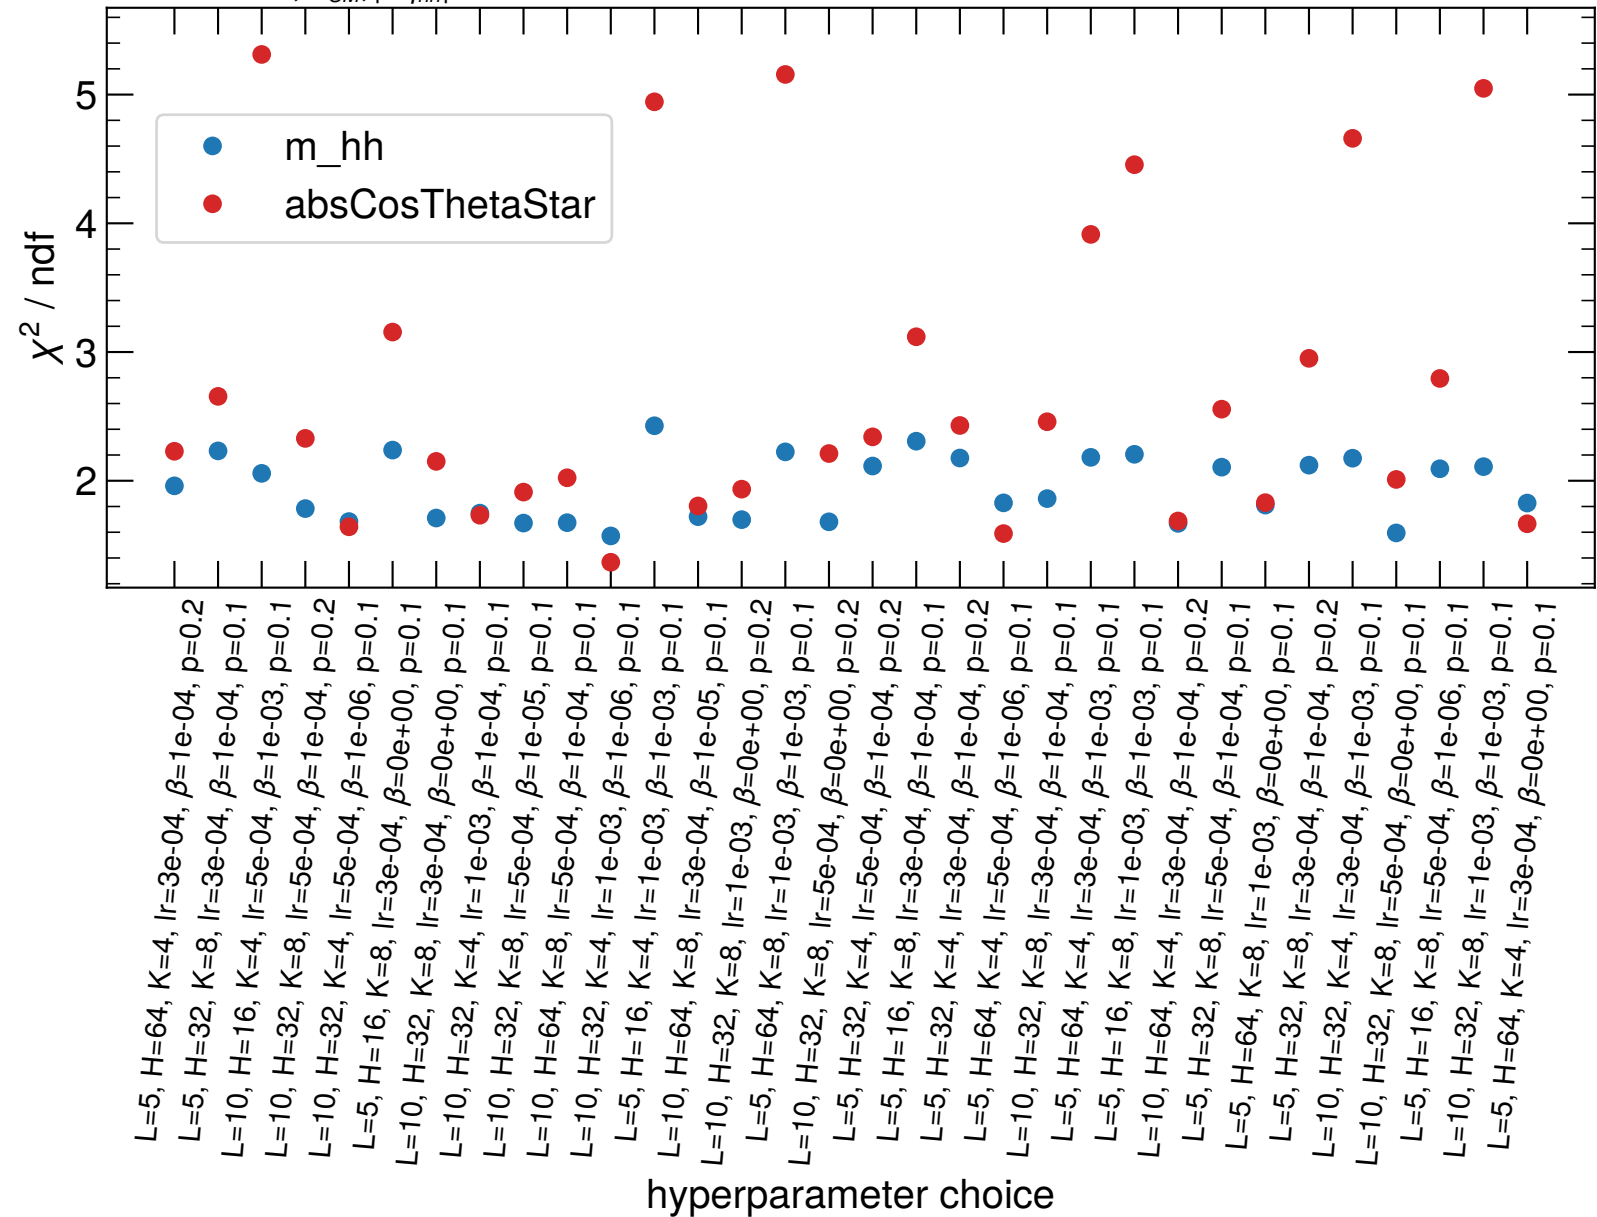 5
4
3
2
χ² / ndf
m_hh
absCosThetaStar
L=5, H=64, K=4, lr=3e-04, β=1e-04, p=0.2
L=5, H=32, K=8, lr=3e-04, β=1e-04, p=0.1
L=10, H=16, K=4, lr=5e-04, β=1e-03, p=0.1
L=10, H=32, K=8, lr=5e-04, β=1e-04, p=0.2
L=10, H=32, K=4, lr=5e-04, β=1e-06, p=0.1
L=5, H=16, K=8, lr=3e-04, β=0e+00, p=0.1
L=10, H=32, K=8, lr=3e-04, β=0e+00, p=0.1
L=10, H=32, K=4, lr=1e-03, β=1e-04, p=0.1
L=10, H=32, K=8, lr=5e-04, β=1e-05, p=0.1
L=10, H=64, K=8, lr=5e-04, β=1e-04, p=0.1
L=10, H=32, K=4, lr=1e-03, β=1e-06, p=0.1
L=5, H=16, K=4, lr=1e-03, β=1e-03, p=0.1
L=10, H=64, K=8, lr=3e-04, β=1e-05, p=0.1
L=10, H=32, K=8, lr=1e-03, β=0e+00, p=0.2
L=5, H=64, K=8, lr=1e-03, β=1e-03, p=0.1
L=10, H=32, K=8, lr=5e-04, β=0e+00, p=0.2
L=5, H=32, K=4, lr=5e-04, β=1e-04, p=0.2
L=5, H=16, K=8, lr=3e-04, β=1e-04, p=0.1
L=5, H=32, K=4, lr=3e-04, β=1e-04, p=0.2
L=5, H=64, K=4, lr=5e-04, β=1e-06, p=0.1
L=10, H=32, K=8, lr=3e-04, β=1e-04, p=0.1
L=5, H=64, K=4, lr=5e-04, β=1e-03, p=0.1
L=5, H=16, K=8, lr=1e-03, β=1e-03, p=0.1
L=10, H=64, K=4, lr=3e-04, β=1e-04, p=0.2
L=5, H=32, K=8, lr=5e-04, β=1e-04, p=0.1
L=5, H=64, K=8, lr=1e-03, β=0e+00, p=0.1
L=5, H=32, K=8, lr=3e-04, β=1e-04, p=0.2
L=10, H=32, K=4, lr=3e-04, β=1e-03, p=0.1
L=10, H=32, K=8, lr=5e-04, β=0e+00, p=0.1
L=5, H=16, K=8, lr=5e-04, β=1e-06, p=0.1
L=10, H=32, K=8, lr=1e-03, β=1e-03, p=0.1
L=5, H=64, K=4, lr=3e-04, β=0e+00, p=0.1
hyperparameter choice